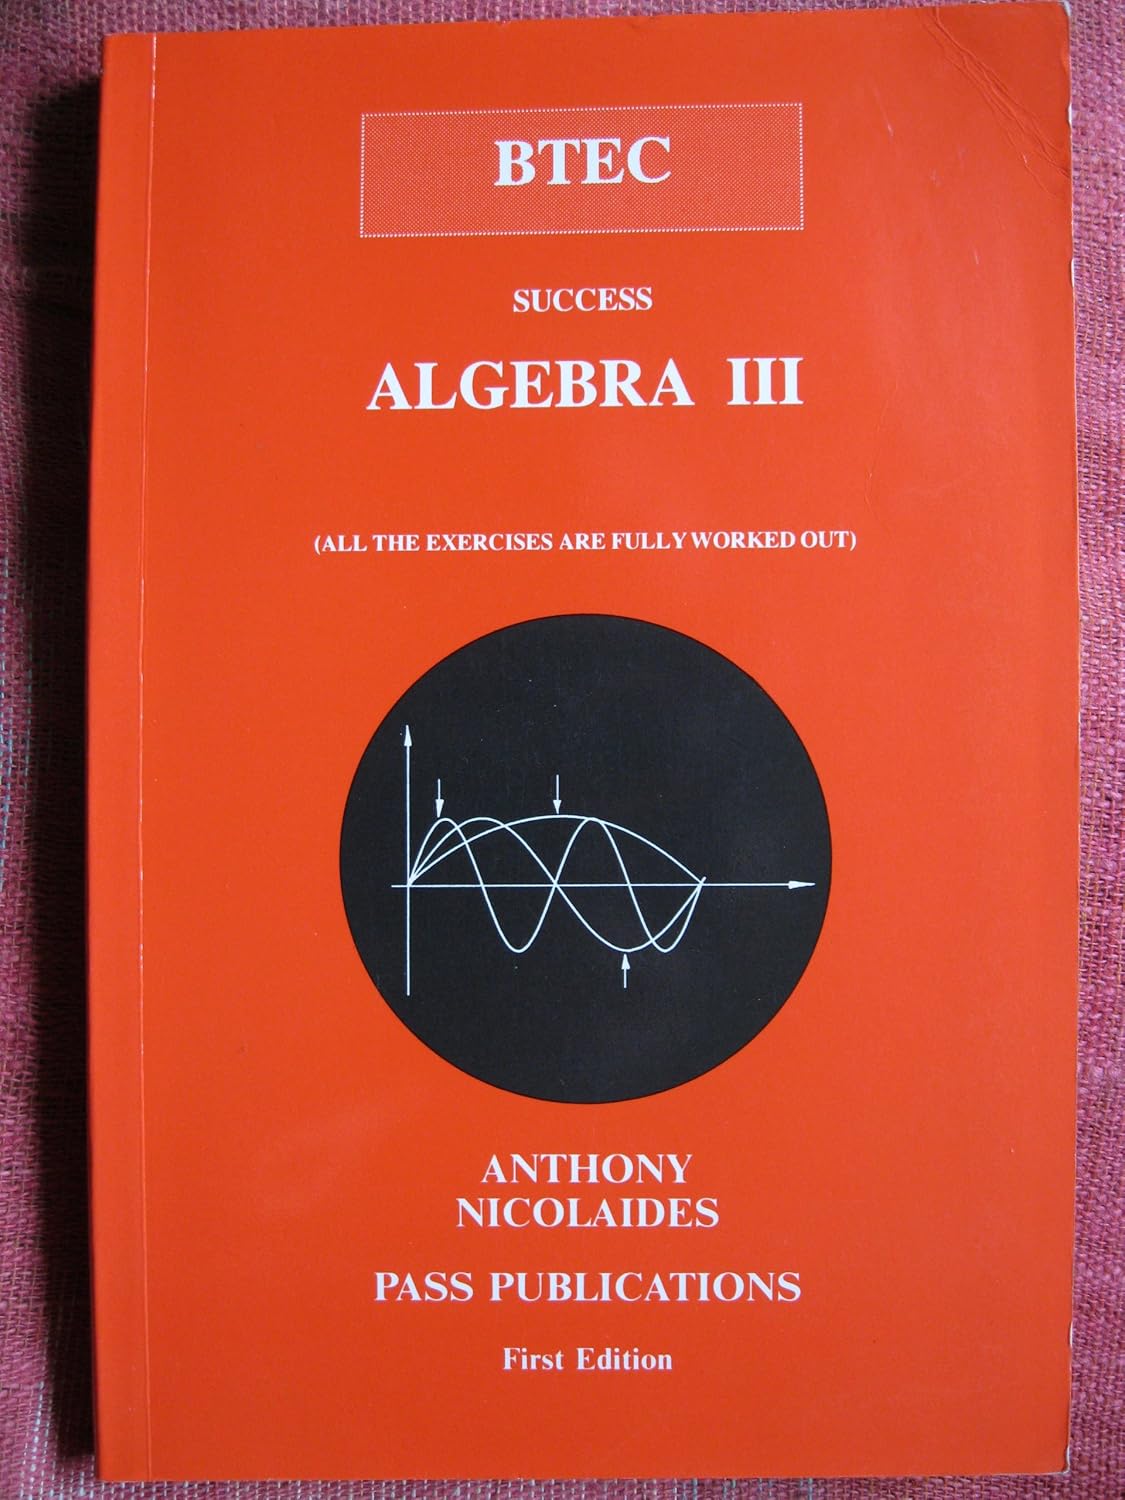 BTEC
SUCCESS
ALGEBRA III
(ALL THE EXERCISES ARE FULLY WORKED OUT)
ANTHONY
NICOLAIDES
PASS PUBLICATIONS
First Edition